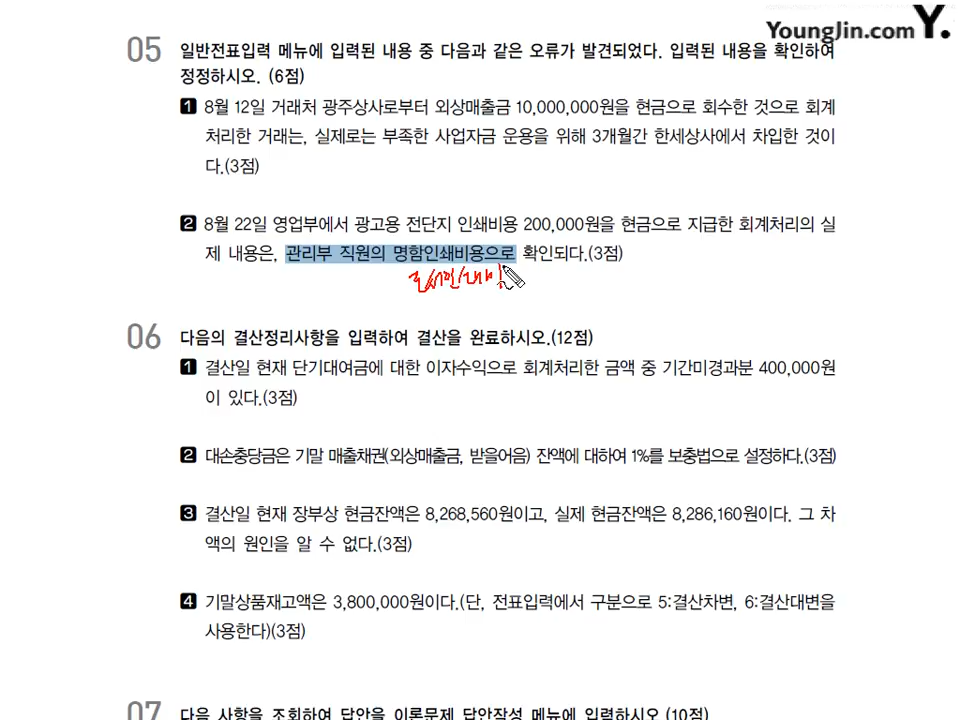 YoungJin.com Y.
05 일반전표입력 메뉴에 입력된 내용 중 다음과 같은 오류가 발견되었다. 입력된 내용을 확인하여
정정하시오. (6점)
1 8월 12일 거래처 광주상사로부터 외상매출금 10,000,000원을 현금으로 회수한 것으로 회계
처리한 거래는, 실제로는 부족한 사업자금 운용을 위해 3개월간 한세상사에서 차입한 것이
다.(3점)
2 8월 22일 영업부에서 광고용 전단지 인쇄비용 200,000원을 현금으로 지급한 회계처리의 실
제 내용은, 관리부 직원의 명함인쇄비용으로 확인되다.(3점)
06 다음의 결산정리사항을 입력하여 결산을 완료하시오.(12점)
1 결산일 현재 단기대여금에 대한 이자수익으로 회계처리한 금액 중 기간미경과분 400,000원
이 있다.(3점)
2 대손충당금은 기말 매출채권(외상매출금, 받을어음) 잔액에 대하여 1%를 보충법으로 설정하다.(3점)
3 결산일 현재 장부상 현금잔액은 8,268,560원이고, 실제 현금잔액은 8,286,160원이다. 그 차
액의 원인을 알 수 없다.(3점)
4 기말상품재고액은 3,800,000원이다.(단, 전표입력에서 구분으로 5:결산차변, 6:결산대변을
사용한다)(3점)
07 다음 사항을 조회하여 답안을 이론문제 답안작성 메뉴에 입력하시오.(10점)